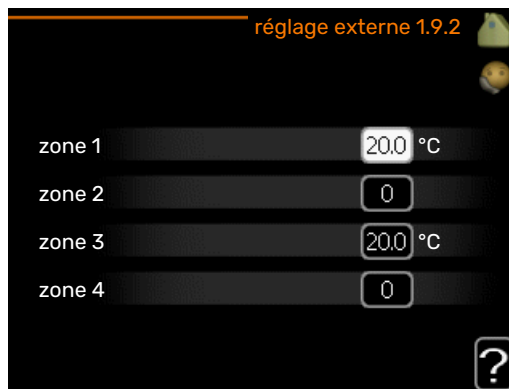 réglage externe 1.9.2
zone 1 20.0 °C
zone 2 0
zone 3 20.0 °C
zone 4 0
?